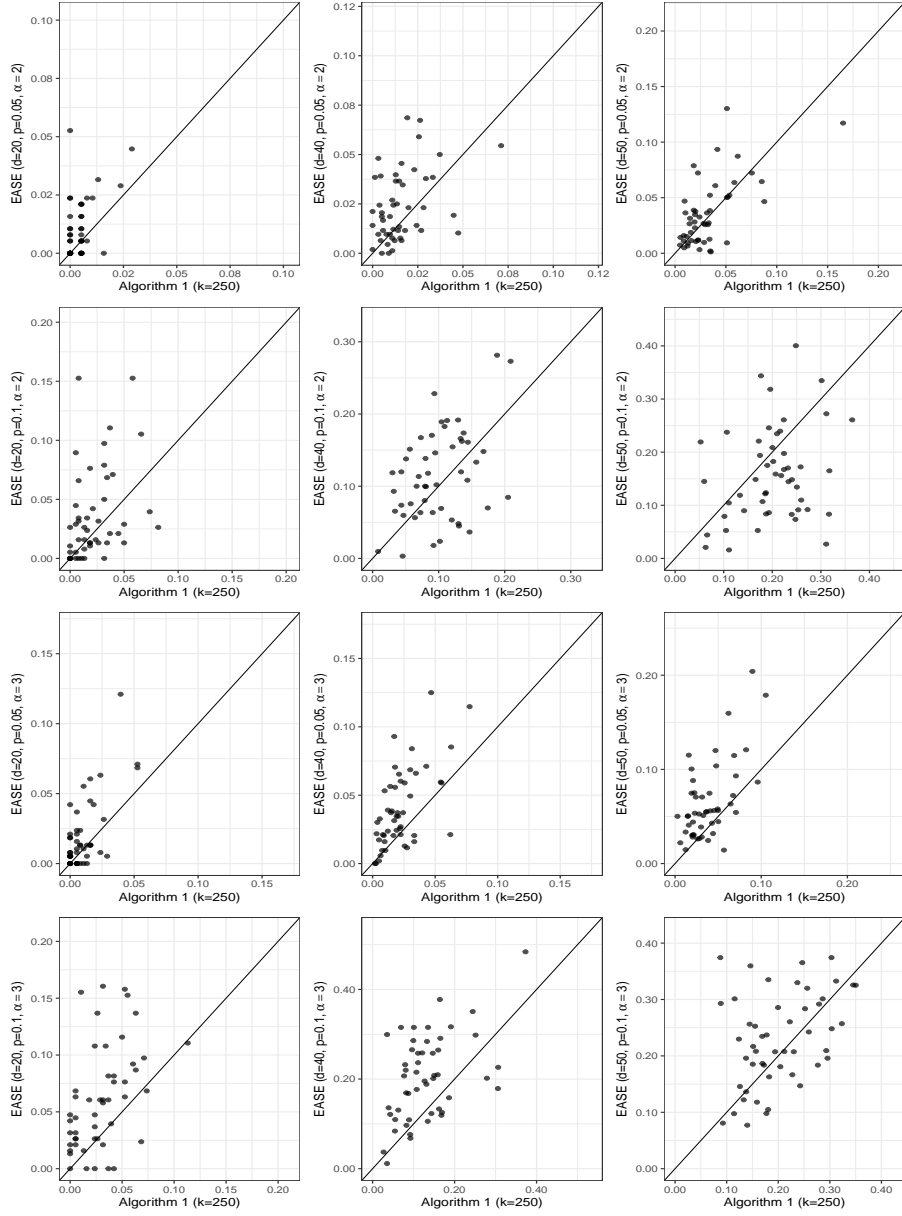 EASE (d=20, p=0.05, α = 2)
0.10
0.08
0.05
0.02
0.00
0.00 0.02 0.05 0.08 0.10
Algorithm 1 (k=250)
EASE (d=40, p=0.05, α = 2)
0.12
0.10
0.08
0.05
0.02
0.00
0.00 0.02 0.05 0.08 0.10 0.12
Algorithm 1 (k=250)
EASE (d=50, p=0.05, α = 2)
0.20
0.15
0.10
0.05
0.00
0.00 0.05 0.10 0.15 0.20
Algorithm 1 (k=250)
EASE (d=20, p=0.1, α = 2)
0.20
0.15
0.10
0.05
0.00
0.00 0.05 0.10 0.15 0.20
Algorithm 1 (k=250)
EASE (d=40, p=0.1, α = 2)
0.30
0.20
0.10
0.00
0.00 0.10 0.20 0.30
Algorithm 1 (k=250)
EASE (d=50, p=0.1, α = 2)
0.40
0.30
0.20
0.10
0.00
0.00 0.10 0.20 0.30 0.40
Algorithm 1 (k=250)
EASE (d=20, p=0.05, α = 3)
0.15
0.10
0.05
0.00
0.00 0.05 0.10 0.15
Algorithm 1 (k=250)
EASE (d=40, p=0.05, α = 3)
0.15
0.10
0.05
0.00
0.00 0.05 0.10 0.15
Algorithm 1 (k=250)
EASE (d=50, p=0.05, α = 3)
0.20
0.10
0.00
0.00 0.10 0.20
Algorithm 1 (k=250)
EASE (d=20, p=0.1, α = 3)
0.20
0.15
0.10
0.05
0.00
0.00 0.05 0.10 0.15 0.20
Algorithm 1 (k=250)
EASE (d=40, p=0.1, α = 3)
0.40
0.20
0.00
0.00 0.20 0.40
Algorithm 1 (k=250)
EASE (d=50, p=0.1, α = 3)
0.40
0.30
0.20
0.10
0.00
0.00 0.10 0.20 0.30 0.40
Algorithm 1 (k=250)